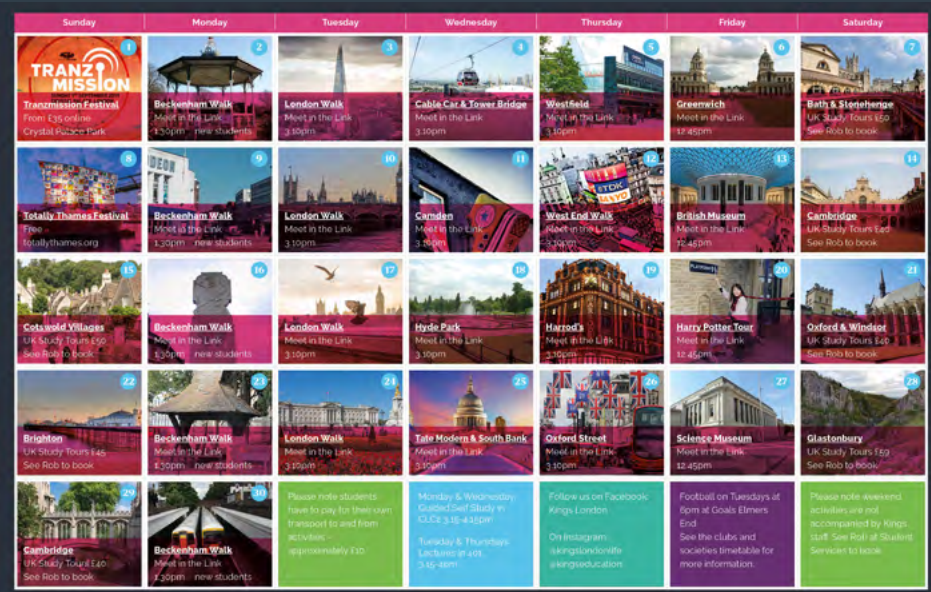 Sunday Monday Tuesday Wednesday Thursday Friday Saturday
1
TRANZMISSION
Tranzmission Festival
From £35 online
Crystal Palace Park
2
Beckenham Walk
Meet in the Link
1.30pm new students
3
London Walk
Meet in the Link
3.10pm
4
Cable Car & Tower Bridge
Meet in the Link
3.10pm
5
Westfield
Meet in the Link
3.10pm
6
Greenwich
Meet in the Link
12.45pm
7
Bath & Stonehenge
UK Study Tours £50
See Rob to book
8
Totally Thames Festival
Free
totallythames.org
9
ODEON
Beckenham Walk
Meet in the Link
1.30pm new students
10
London Walk
Meet in the Link
3.10pm
11
Camden
Meet in the Link
3.10pm
12
TDK
SANYO
West End Walk
Meet in the Link
3.10pm
13
British Museum
Meet in the Link
12.45pm
14
Cambridge
UK Study Tours £40
See Rob to book
15
Cotswold Villages
UK Study Tours £50
See Rob to book
16
Beckenham Walk
Meet in the Link
1.30pm new students
17
London Walk
Meet in the Link
3.10pm
18
Hyde Park
Meet in the Link
3.10pm
19
Harrod's
Meet in the Link
3.10pm
20
Harry Potter Tour
Meet in the Link
12.45pm
21
Oxford & Windsor
UK Study Tours £40
See Rob to book
22
Brighton
UK Study Tours £45
See Rob to book
23
Beckenham Walk
Meet in the Link
1.30pm new students
24
London Walk
Meet in the Link
3.10pm
25
Tate Modern & South Bank
Meet in the Link
3.10pm
26
Oxford Street
Meet in the Link
3.10pm
27
Science Museum
Meet in the Link
12.45pm
28
Glastonbury
UK Study Tours £59
See Rob to book
29
Cambridge
UK Study Tours £40
See Rob to book
30
Beckenham Walk
Meet in the Link
1.30pm new students
Please note students
have to pay for their own
transport to and from
activities -
approximately £10
Monday & Wednesday:
Guided Self Study in
CLC2 3.15-4.15pm
Tuesday & Thursdays
Lectures in 401,
3.15-4pm
Follow us on Facebook:
Kings London
On Instagram:
@kingslondonlife
@kingseducation
Football on Tuesdays at
6pm at Goals Elmers
End
See the clubs and
societies timetable for
more information.
Please note weekend
activities are not
accompanied by Kings
staff. See Rob at Student
Services to book